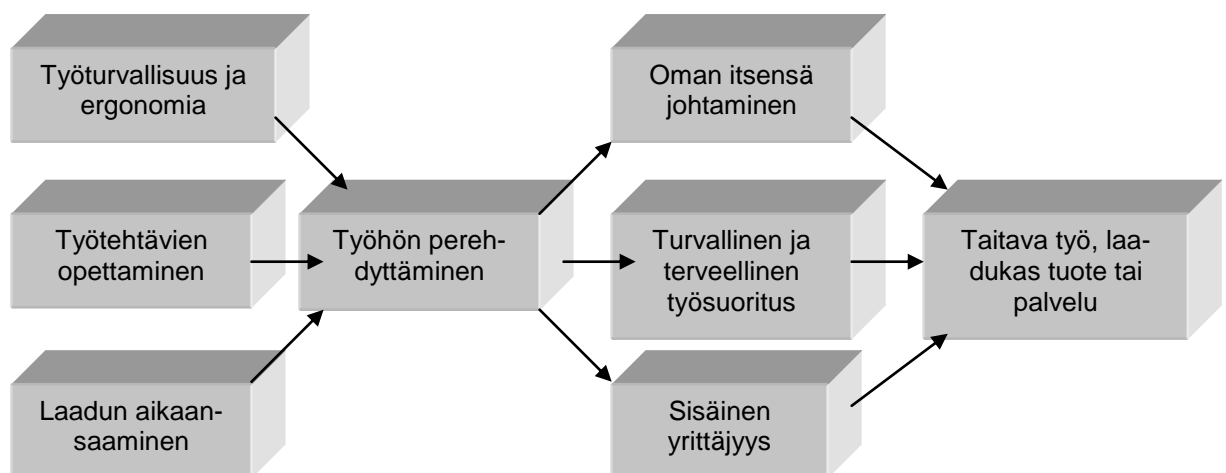 Työturvallisuus ja
ergonomia
Työtehtävien
opettaminen
Laadun aikaan-
saaminen
Työhön pereh-
dyttäminen
Oman itsensä
johtaminen
Turvallinen ja
terveellinen
työsuoritus
Sisäinen
yrittäjyys
Taitava työ, laa-
dukas tuote tai
palvelu